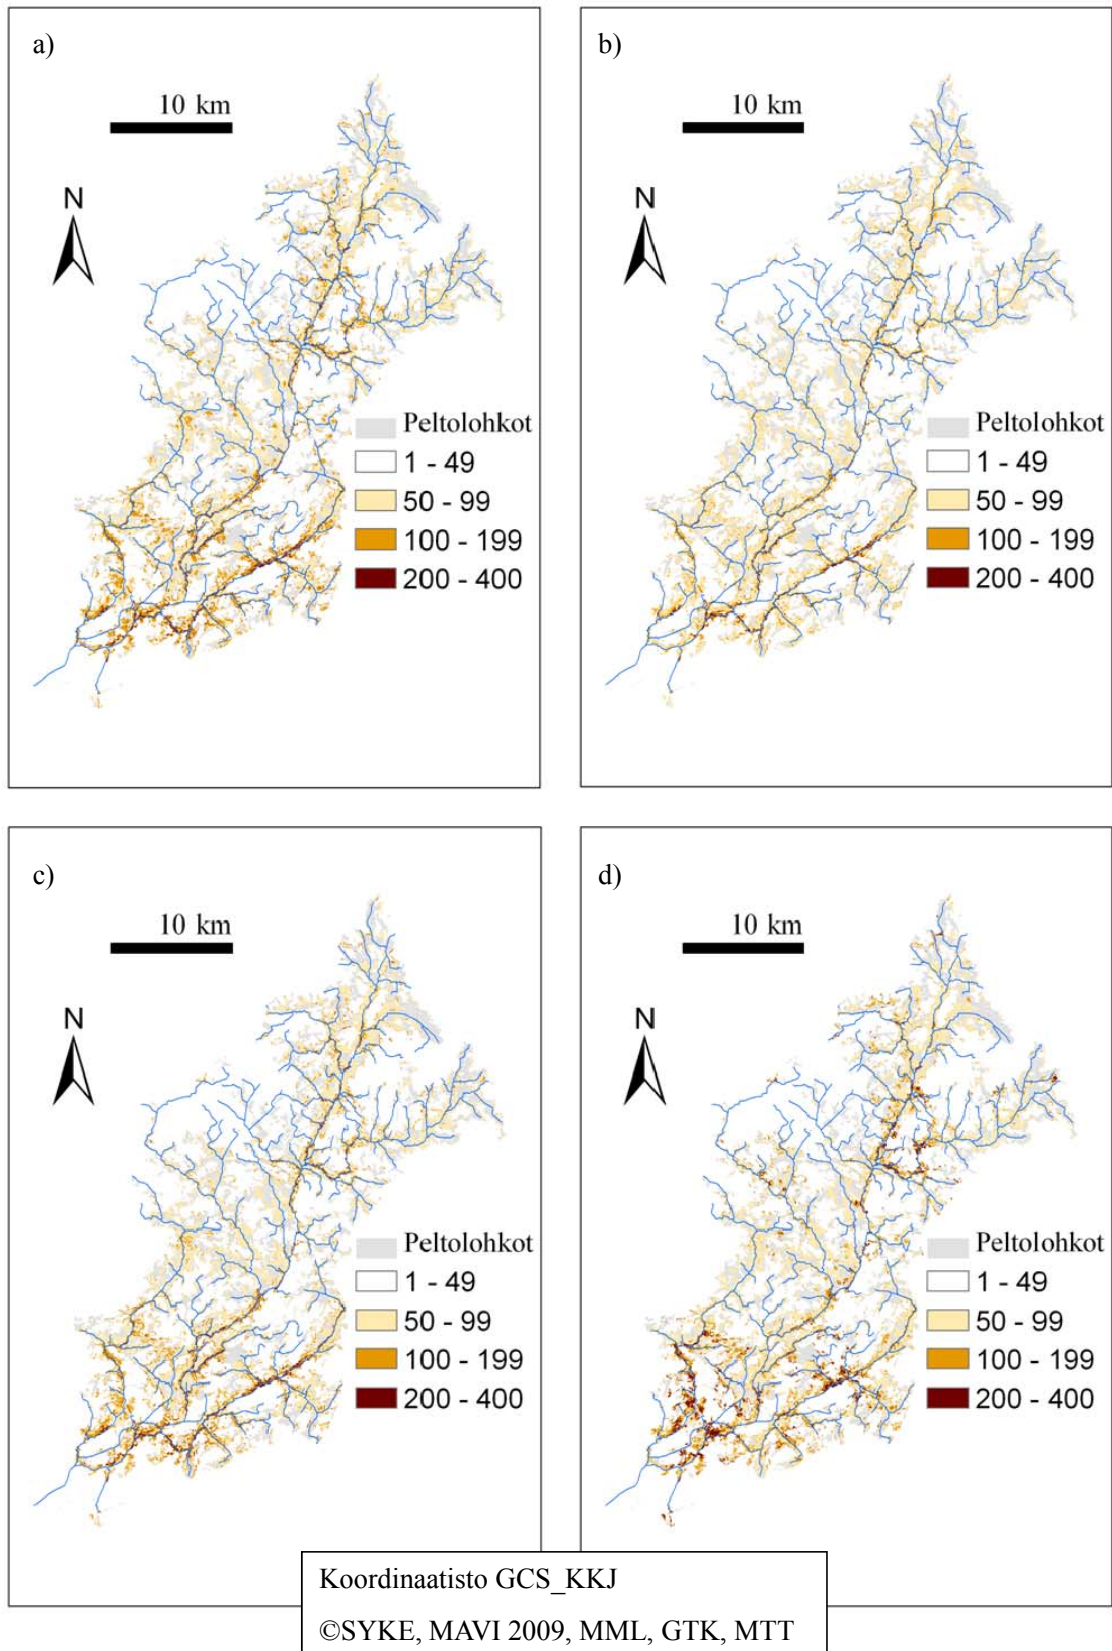 a)
10 km
N
Peltolohkot
1 - 49
50 - 99
100 - 199
200 - 400
b)
10 km
N
Peltolohkot
1 - 49
50 - 99
100 - 199
200 - 400
c)
10 km
N
Peltolohkot
1 - 49
50 - 99
100 - 199
200 - 400
d)
10 km
N
Peltolohkot
1 - 49
50 - 99
100 - 199
200 - 400
Koordinaatisto GCS_KKJ
©SYKE, MAVI 2009, MML, GTK, MTT